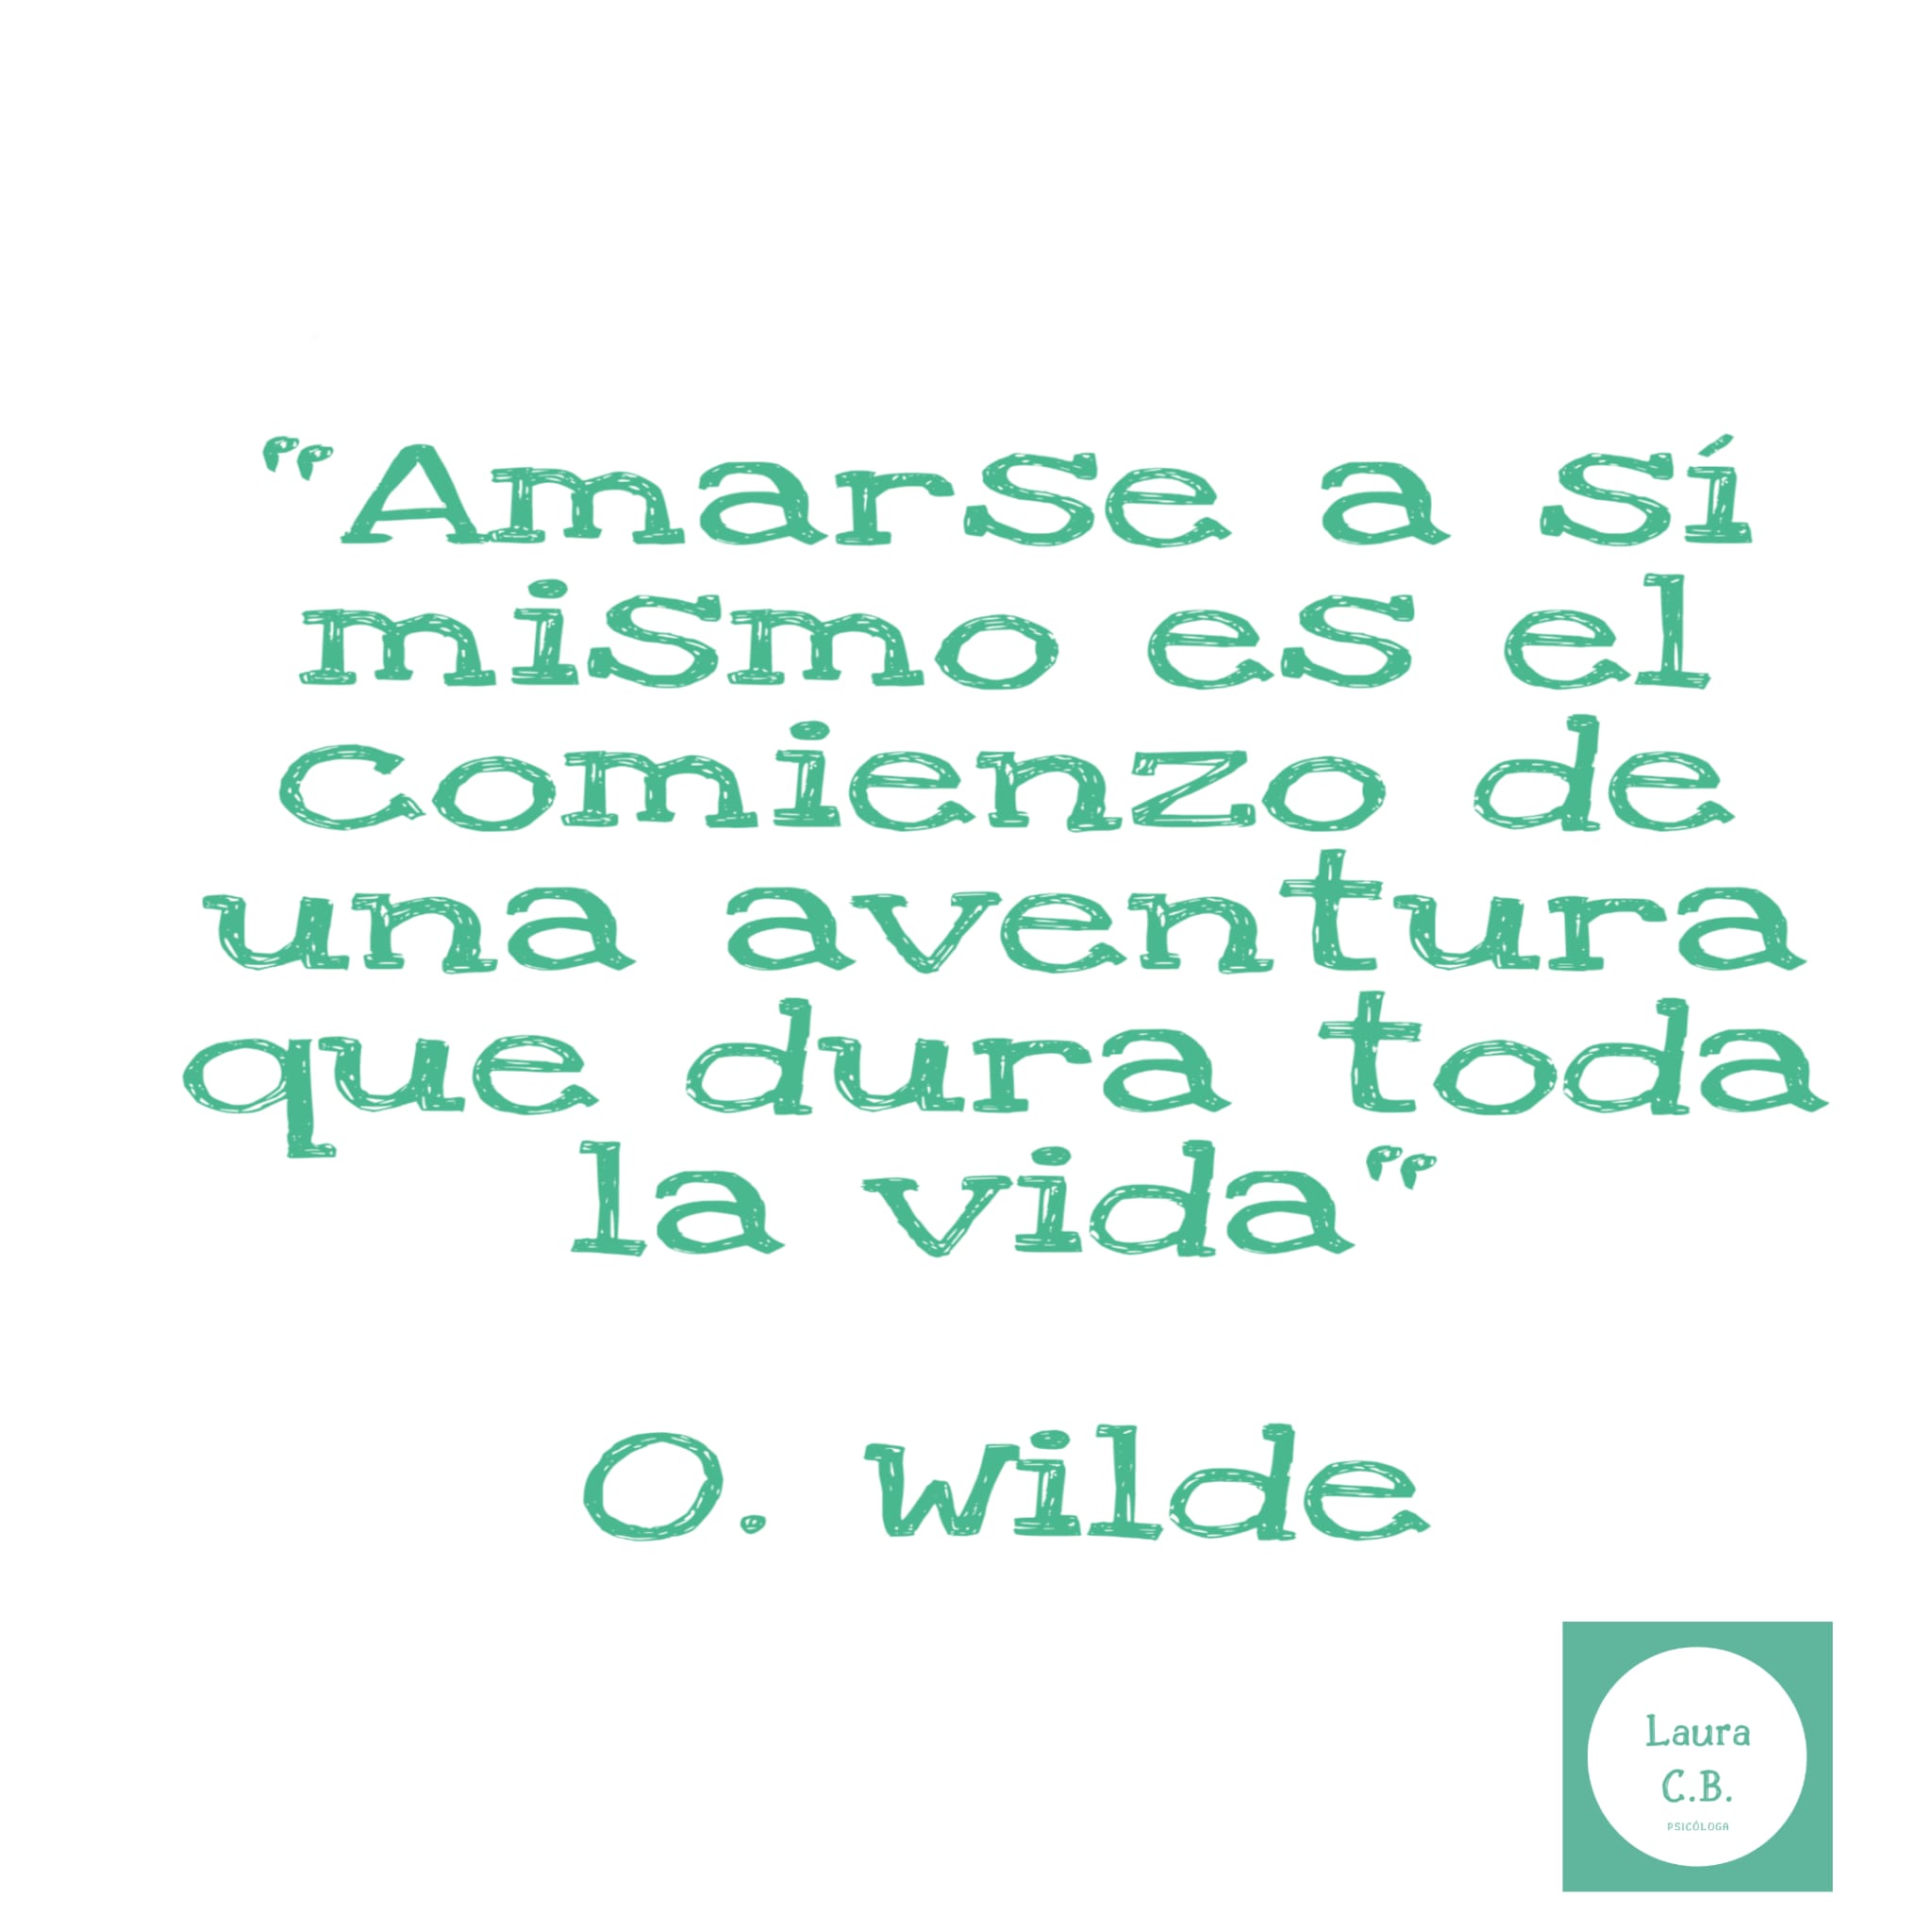 "Amarse a sí
mismo es el
comienzo de
una aventura
que dura toda
la vida"
O. Wilde
Laura
C.B.
PSICÓLOGA